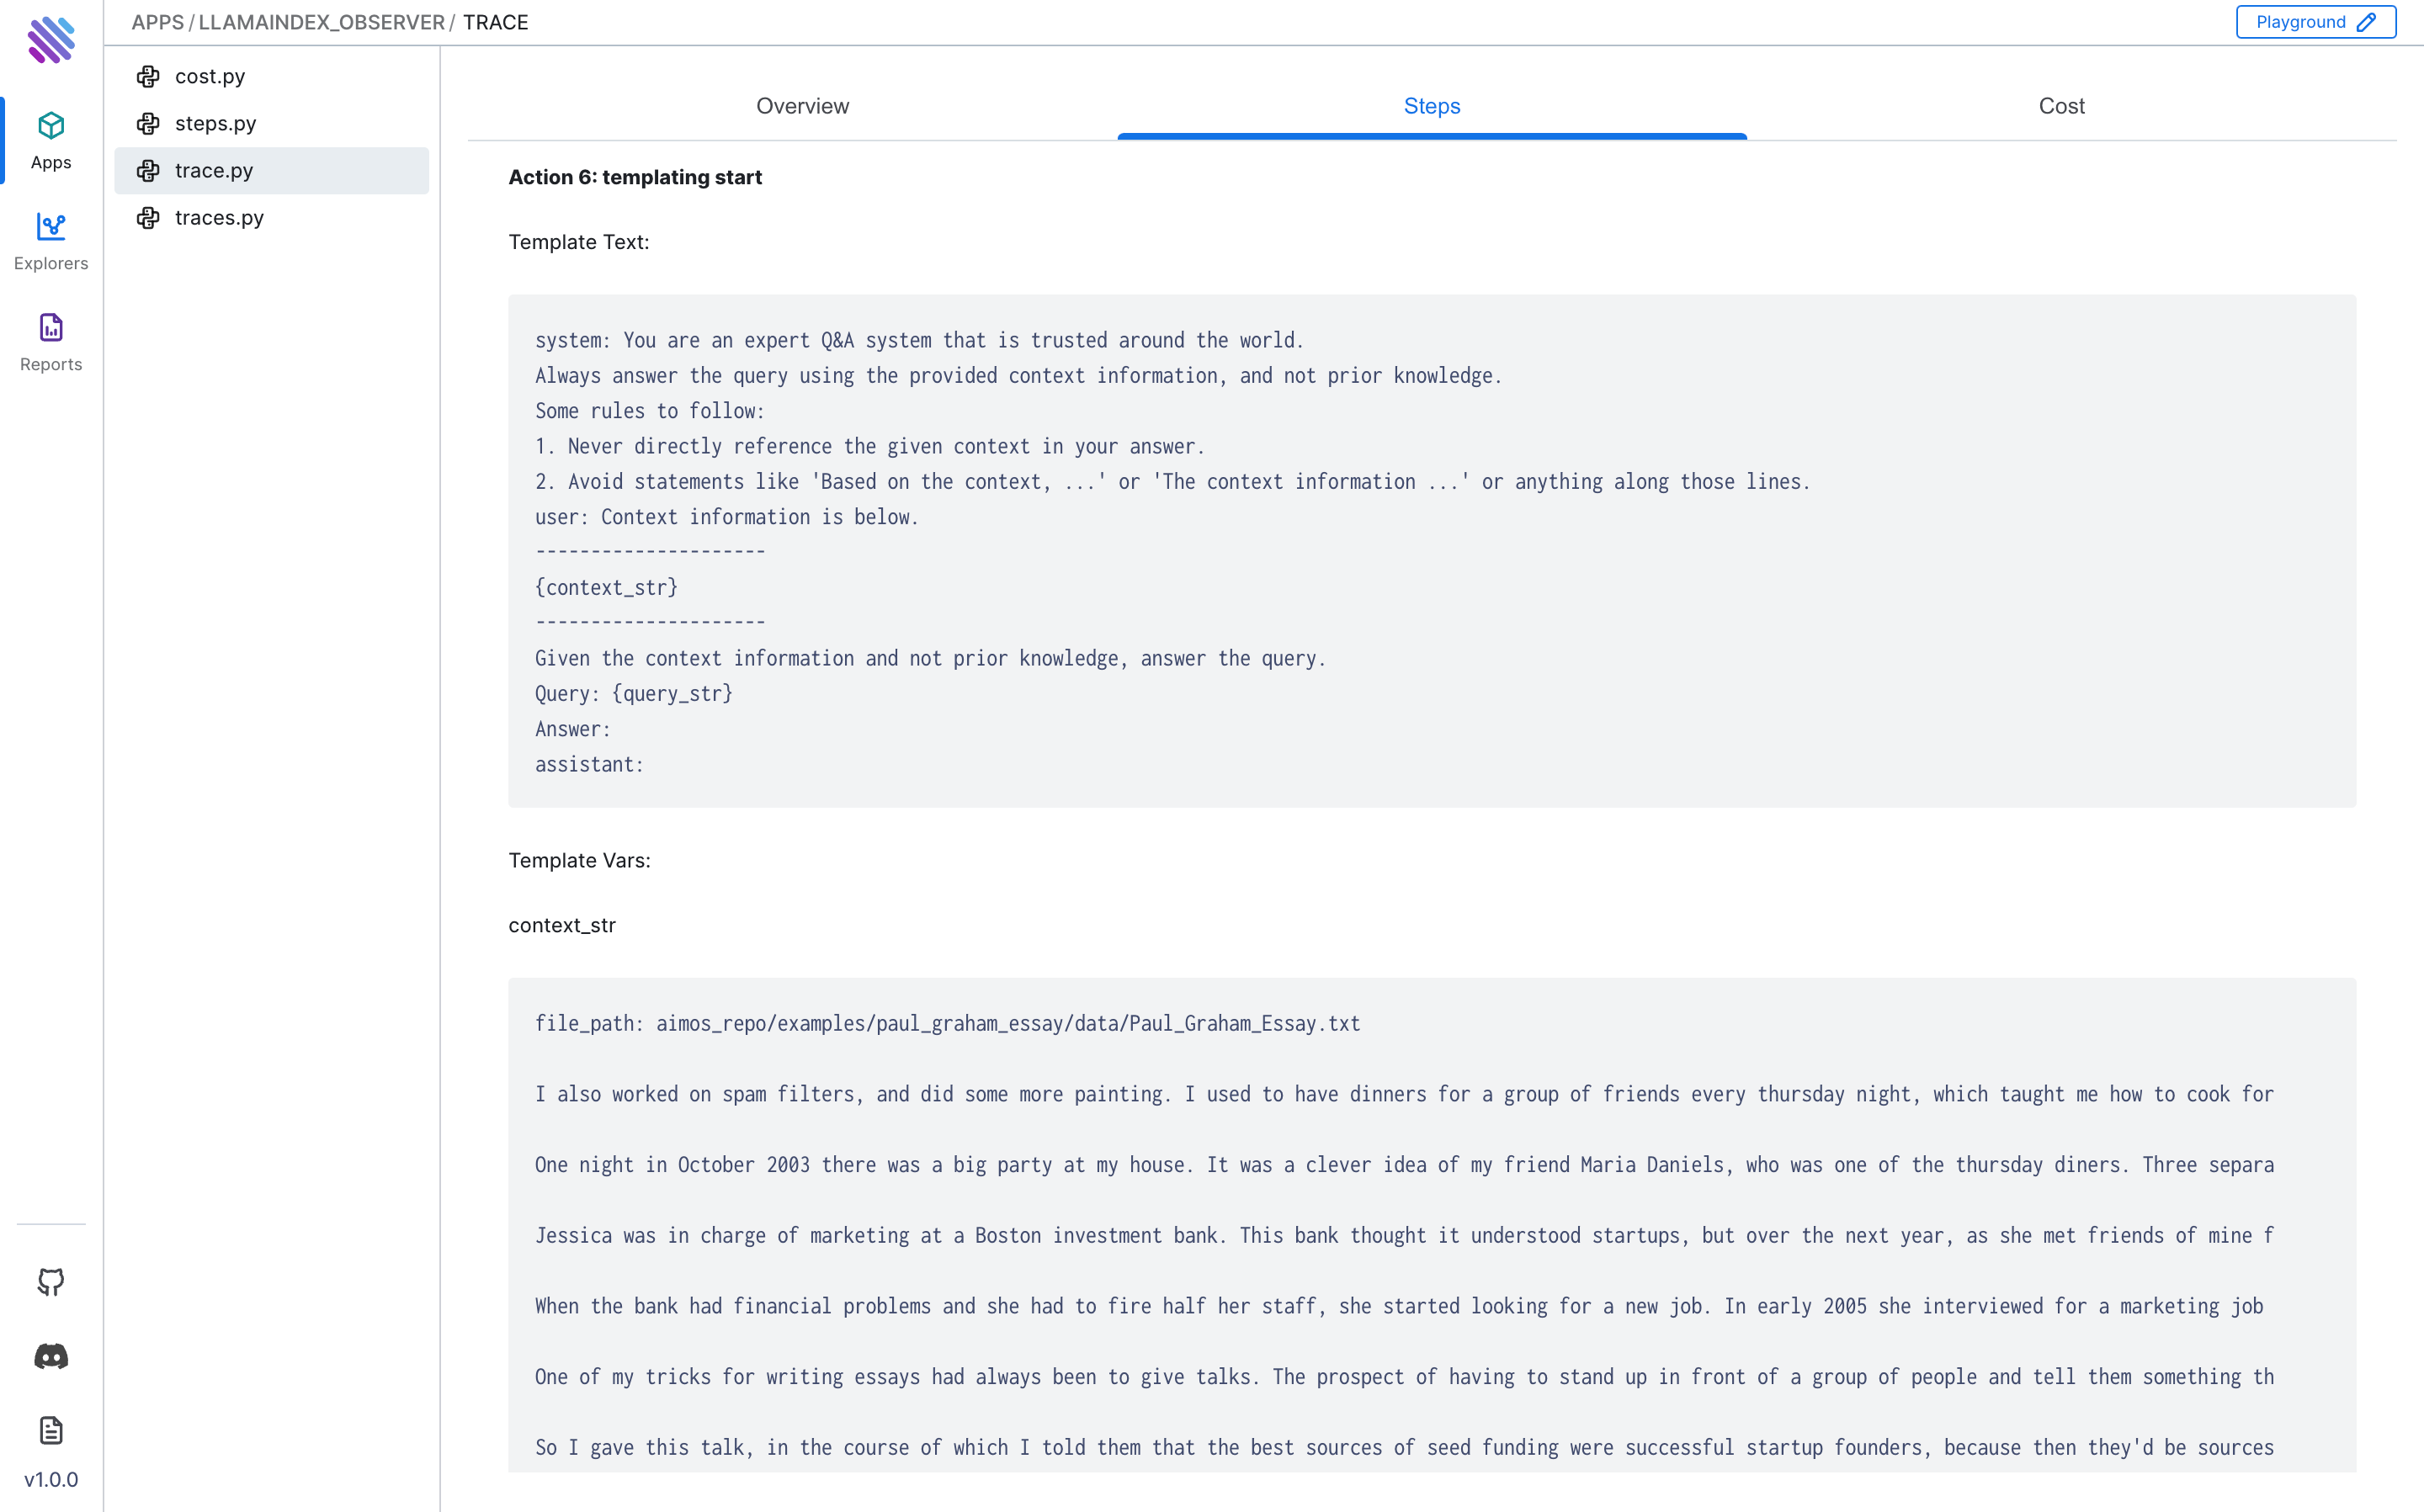 APPS / LLAMAINDEX_OBSERVER / TRACE
Playground
Apps
Explorers
Reports
v1.0.0
cost.py
steps.py
trace.py
traces.py
Overview
Steps
Cost
Action 6: templating start
Template Text:
system: You are an expert Q&A system that is trusted around the world.
Always answer the query using the provided context information, and not prior knowledge.
Some rules to follow:
1. Never directly reference the given context in your answer.
2. Avoid statements like 'Based on the context, ...' or 'The context information ...' or anything along those lines.
user: Context information is below.
---------------------
{context_str}
---------------------
Given the context information and not prior knowledge, answer the query.
Query: {query_str}
Answer:
assistant:
Template Vars:
context_str
file_path: aimos_repo/examples/paul_graham_essay/data/Paul_Graham_Essay.txt
I also worked on spam filters, and did some more painting. I used to have dinners for a group of friends every thursday night, which taught me how to cook for
One night in October 2003 there was a big party at my house. It was a clever idea of my friend Maria Daniels, who was one of the thursday diners. Three separa
Jessica was in charge of marketing at a Boston investment bank. This bank thought it understood startups, but over the next year, as she met friends of mine f
When the bank had financial problems and she had to fire half her staff, she started looking for a new job. In early 2005 she interviewed for a marketing job
One of my tricks for writing essays had always been to give talks. The prospect of having to stand up in front of a group of people and tell them something th
So I gave this talk, in the course of which I told them that the best sources of seed funding were successful startup founders, because then they'd be sources